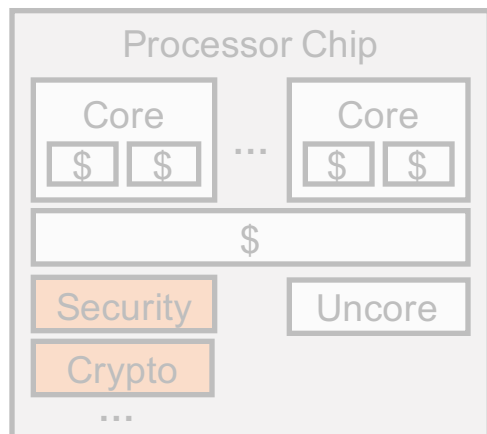 Processor Chip
Core ... Core
$ $ $ $
$
Security Uncore
Crypto
...